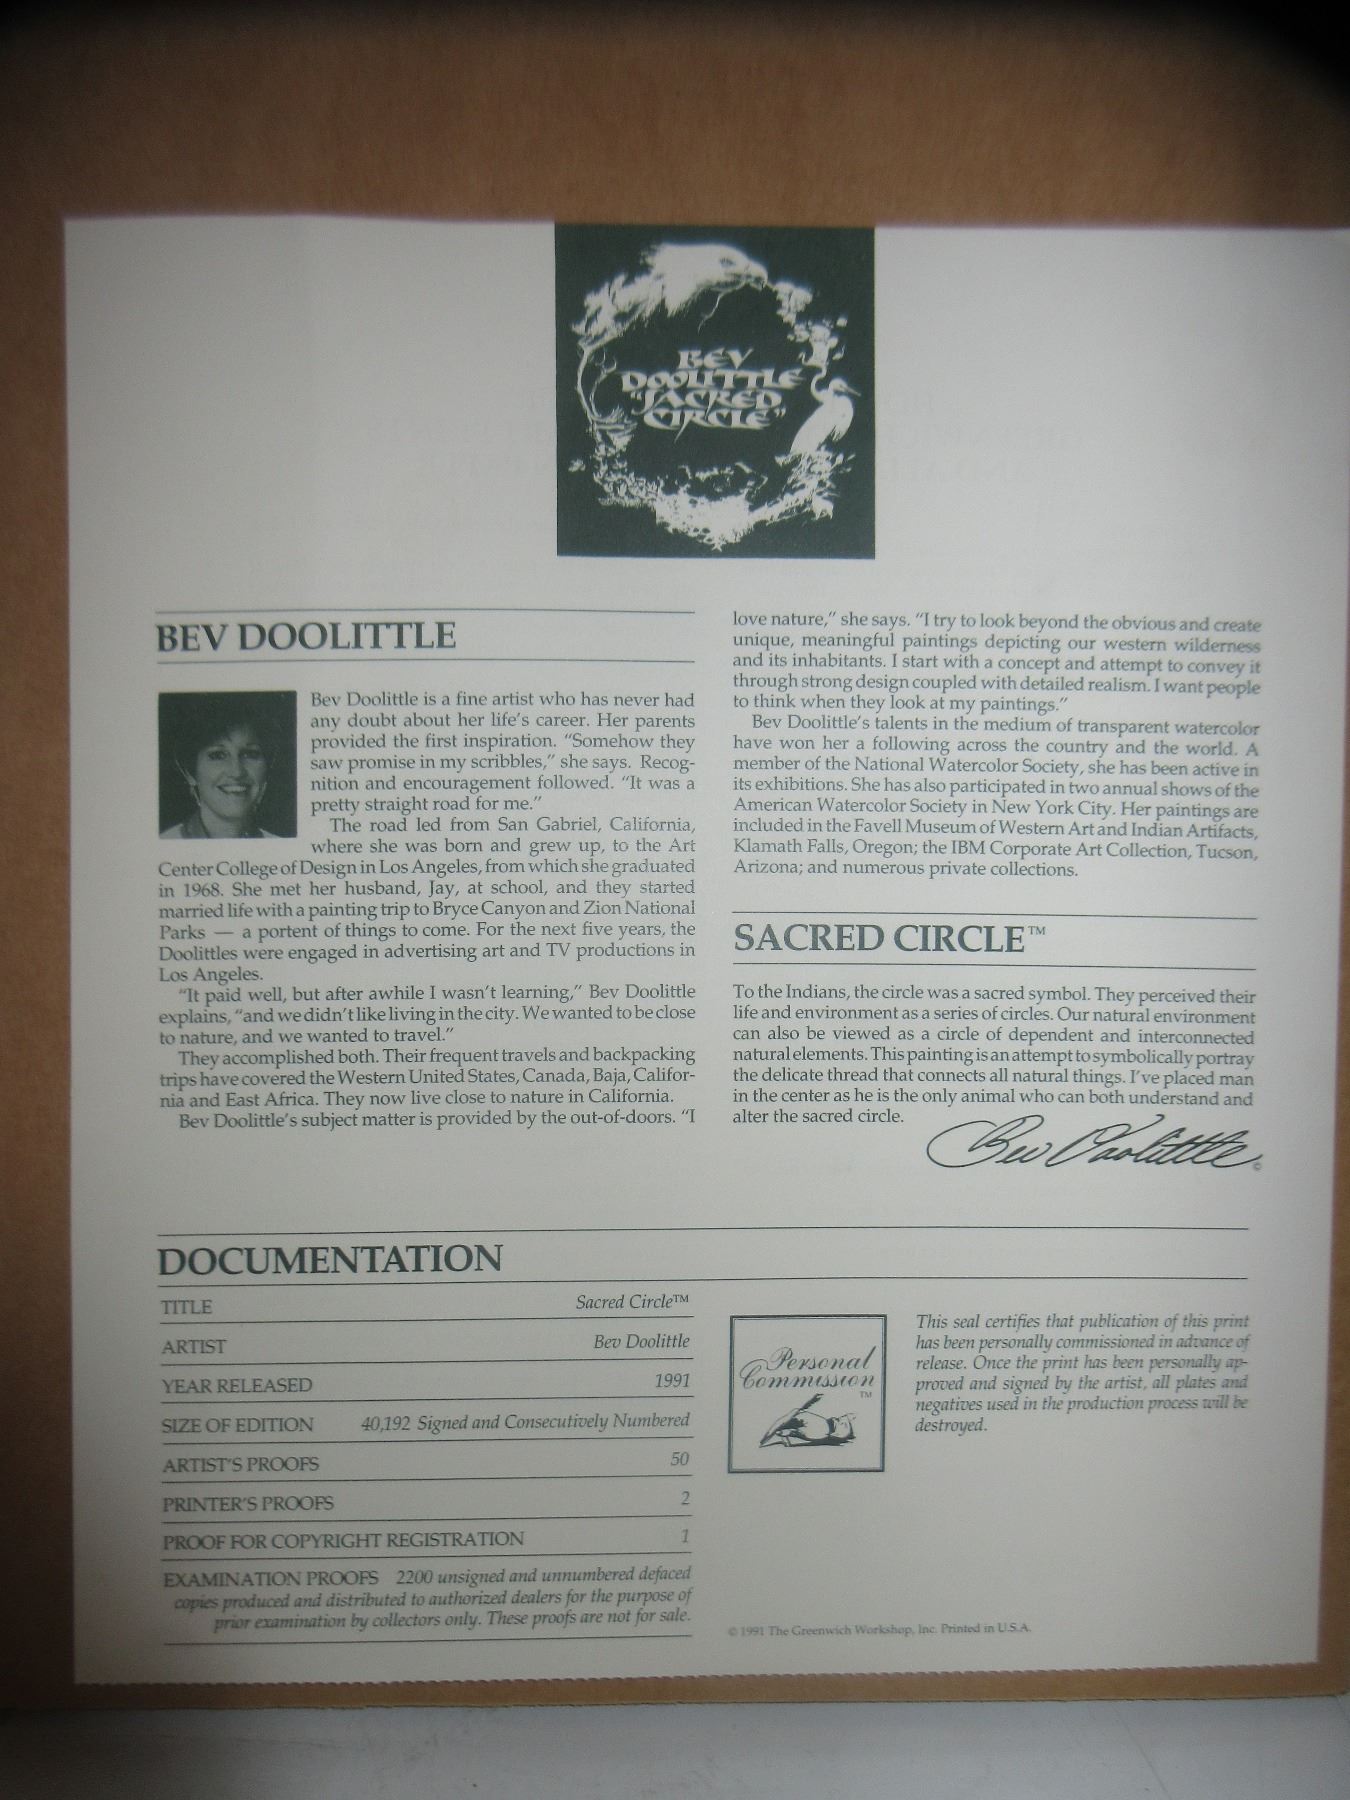 BEV
DOOLITTLE
"SACRED
CIRCLE"
BEV DOOLITTLE
Bev Doolittle is a fine artist who has never had
any doubt about her life's career. Her parents
provided the first inspiration. "Somehow they
saw promise in my scribbles," she says. Recog-
nition and encouragement followed. "It was a
pretty straight road for me."
The road led from San Gabriel, California,
where she was born and grew up, to the Art
Center College of Design in Los Angeles, from which she graduated
in 1968. She met her husband, Jay, at school, and they started
married life with a painting trip to Bryce Canyon and Zion National
Parks — a portent of things to come. For the next five years, the
Doolittles were engaged in advertising art and TV productions in
Los Angeles.
"It paid well, but after awhile I wasn't learning," Bev Doolittle
explains, "and we didn't like living in the city. We wanted to be close
to nature, and we wanted to travel."
They accomplished both. Their frequent travels and backpacking
trips have covered the Western United States, Canada, Baja, Califor-
nia and East Africa. They now live close to nature in California.
Bev Doolittle's subject matter is provided by the out-of-doors. "I
love nature," she says. "I try to look beyond the obvious and create
unique, meaningful paintings depicting our western wilderness
and its inhabitants. I start with a concept and attempt to convey it
through strong design coupled with detailed realism. I want people
to think when they look at my paintings."
Bev Doolittle's talents in the medium of transparent watercolor
have won her a following across the country and the world. A
member of the National Watercolor Society, she has been active in
its exhibitions. She has also participated in two annual shows of the
American Watercolor Society in New York City. Her paintings are
included in the Favell Museum of Western Art and Indian Artifacts,
Klamath Falls, Oregon; the IBM Corporate Art Collection, Tucson,
Arizona; and numerous private collections.
SACRED CIRCLE™
To the Indians, the circle was a sacred symbol. They perceived their
life and environment as a series of circles. Our natural environment
can also be viewed as a circle of dependent and interconnected
natural elements. This painting is an attempt to symbolically portray
the delicate thread that connects all natural things. I've placed man
in the center as he is the only animal who can both understand and
alter the sacred circle.
Bev Doolittle ©
DOCUMENTATION
TITLE Sacred Circle™
ARTIST Bev Doolittle
YEAR RELEASED 1991
SIZE OF EDITION 40,192 Signed and Consecutively Numbered
ARTIST'S PROOFS 50
PRINTER'S PROOFS 2
PROOF FOR COPYRIGHT REGISTRATION 1
EXAMINATION PROOFS 2200 unsigned and unnumbered defaced
copies produced and distributed to authorized dealers for the purpose of
prior examination by collectors only. These proofs are not for sale.
Personal
Commission
™
This seal certifies that publication of this print
has been personally commissioned in advance of
release. Once the print has been personally ap-
proved and signed by the artist, all plates and
negatives used in the production process will be
destroyed.
© 1991 The Greenwich Workshop, Inc. Printed in U.S.A.